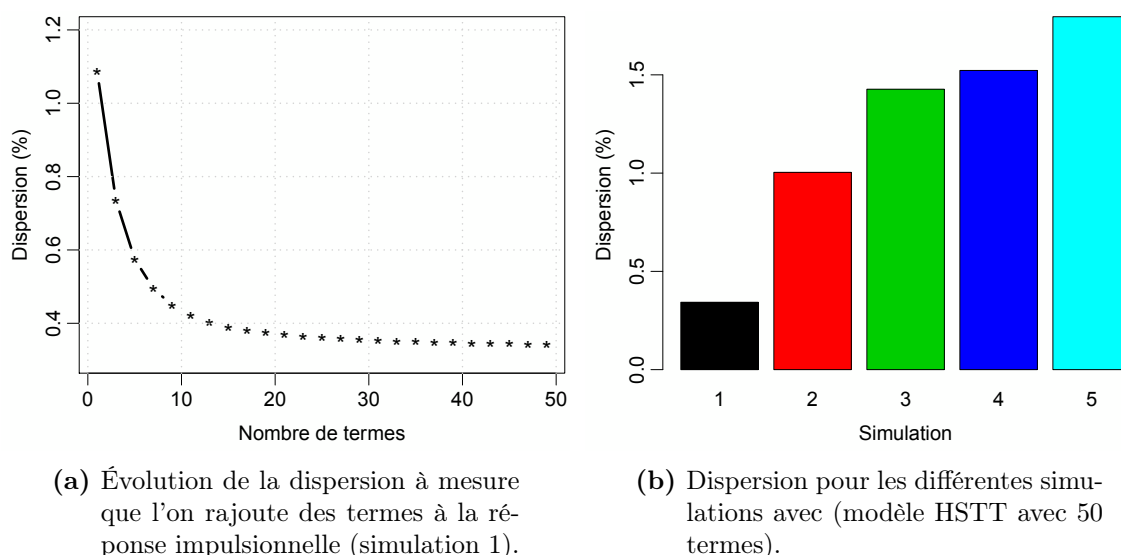 1.2
1.0
0.8
0.6
0.4
Dispersion (%)
0 10 20 30 40 50
Nombre de termes
1.5
1.0
0.5
0.0
Dispersion (%)
1 2 3 4 5
Simulation
(a) Évolution de la dispersion à mesure
que l'on rajoute des termes à la ré-
ponse impulsionnelle (simulation 1).
(b) Dispersion pour les différentes simu-
lations avec (modèle HSTT avec 50
termes).